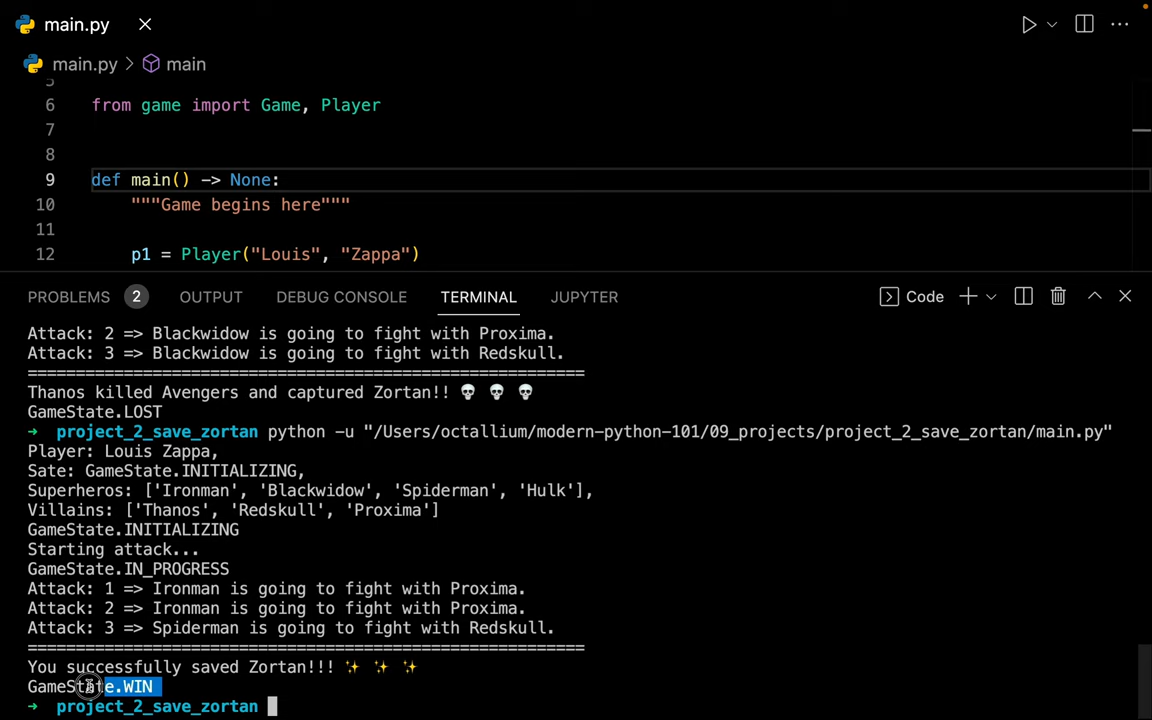 main.py
main.py > main
5
6 from game import Game, Player
7
8
9 def main() -> None:
10 """Game begins here"""
11
12 p1 = Player("Louis", "Zappa")
PROBLEMS 2 OUTPUT DEBUG CONSOLE TERMINAL JUPYTER Code
Attack: 2 => Blackwidow is going to fight with Proxima.
Attack: 3 => Blackwidow is going to fight with Redskull.
==========================================================
Thanos killed Avengers and captured Zortan!! 💀 💀 💀
GameState.LOST
→ project_2_save_zortan python -u "/Users/octallium/modern-python-101/09_projects/project_2_save_zortan/main.py"
Player: Louis Zappa,
Sate: GameState.INITIALIZING,
Superheros: ['Ironman', 'Blackwidow', 'Spiderman', 'Hulk'],
Villains: ['Thanos', 'Redskull', 'Proxima']
GameState.INITIALIZING
Starting attack...
GameState.IN_PROGRESS
Attack: 1 => Ironman is going to fight with Proxima.
Attack: 2 => Ironman is going to fight with Proxima.
Attack: 3 => Spiderman is going to fight with Redskull.
==========================================================
You successfully saved Zortan!!! ✨ ✨ ✨
GameState.WIN
→ project_2_save_zortan